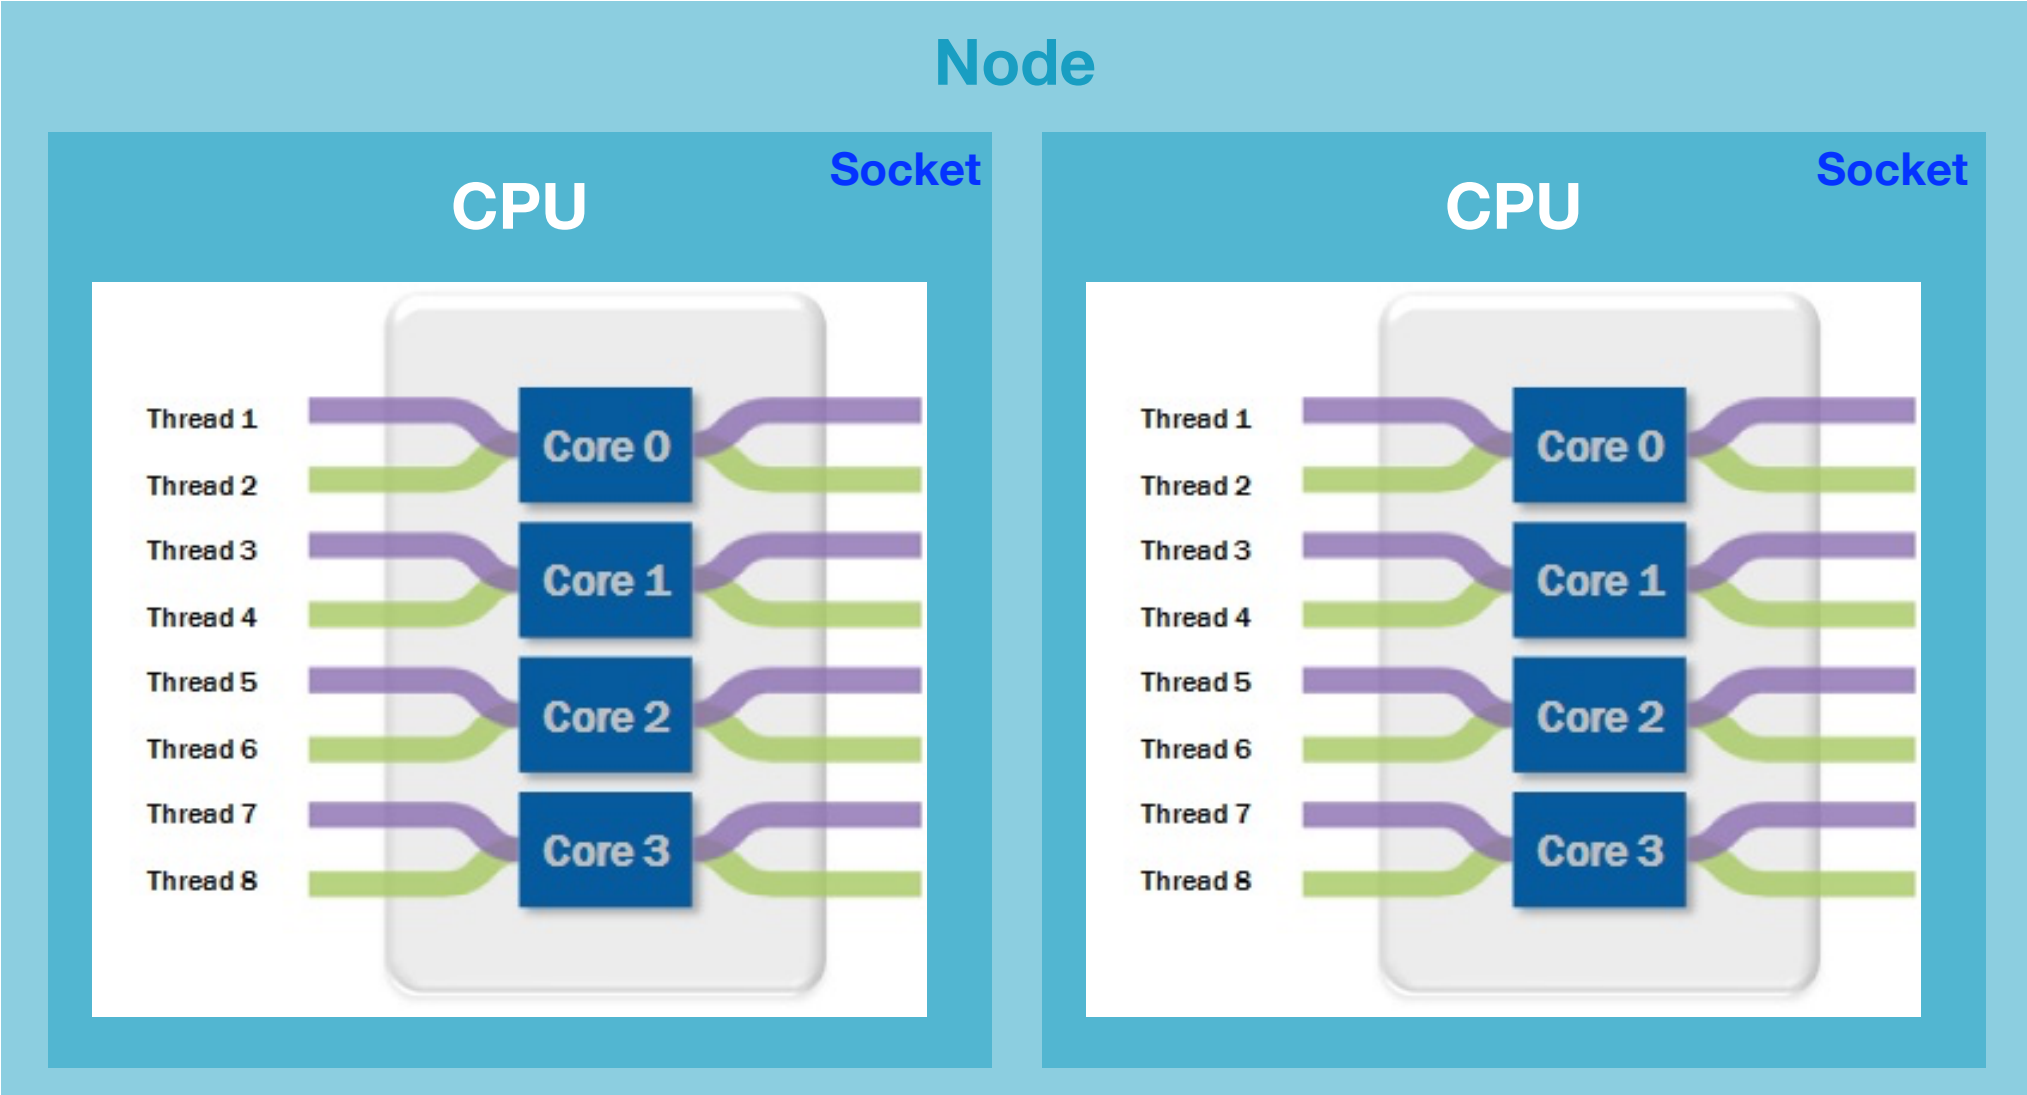 Node
Socket
CPU
Thread 1
Thread 2
Thread 3
Thread 4
Thread 5
Thread 6
Thread 7
Thread 8
Core 0
Core 1
Core 2
Core 3
Socket
CPU
Thread 1
Thread 2
Thread 3
Thread 4
Thread 5
Thread 6
Thread 7
Thread 8
Core 0
Core 1
Core 2
Core 3